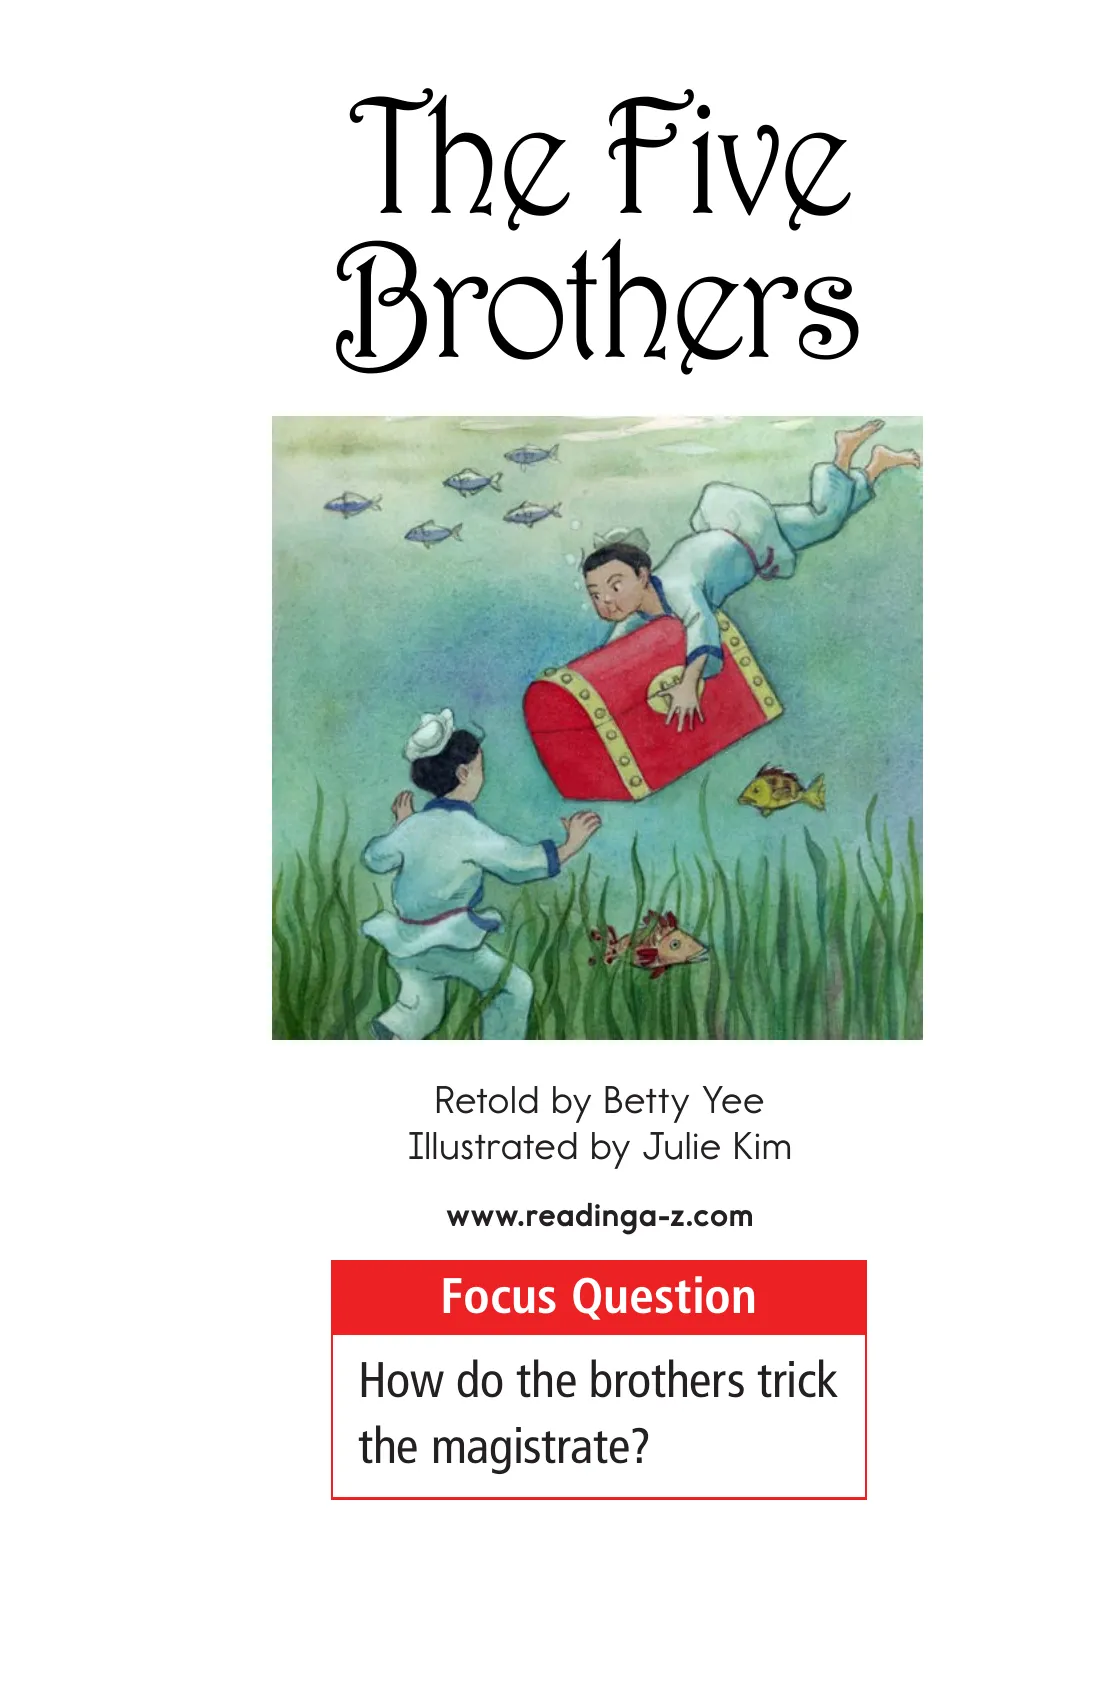 The Five
Brothers
Retold by Betty Yee
Illustrated by Julie Kim
www.readinga-z.com
Focus Question
How do the brothers trick
the magistrate?